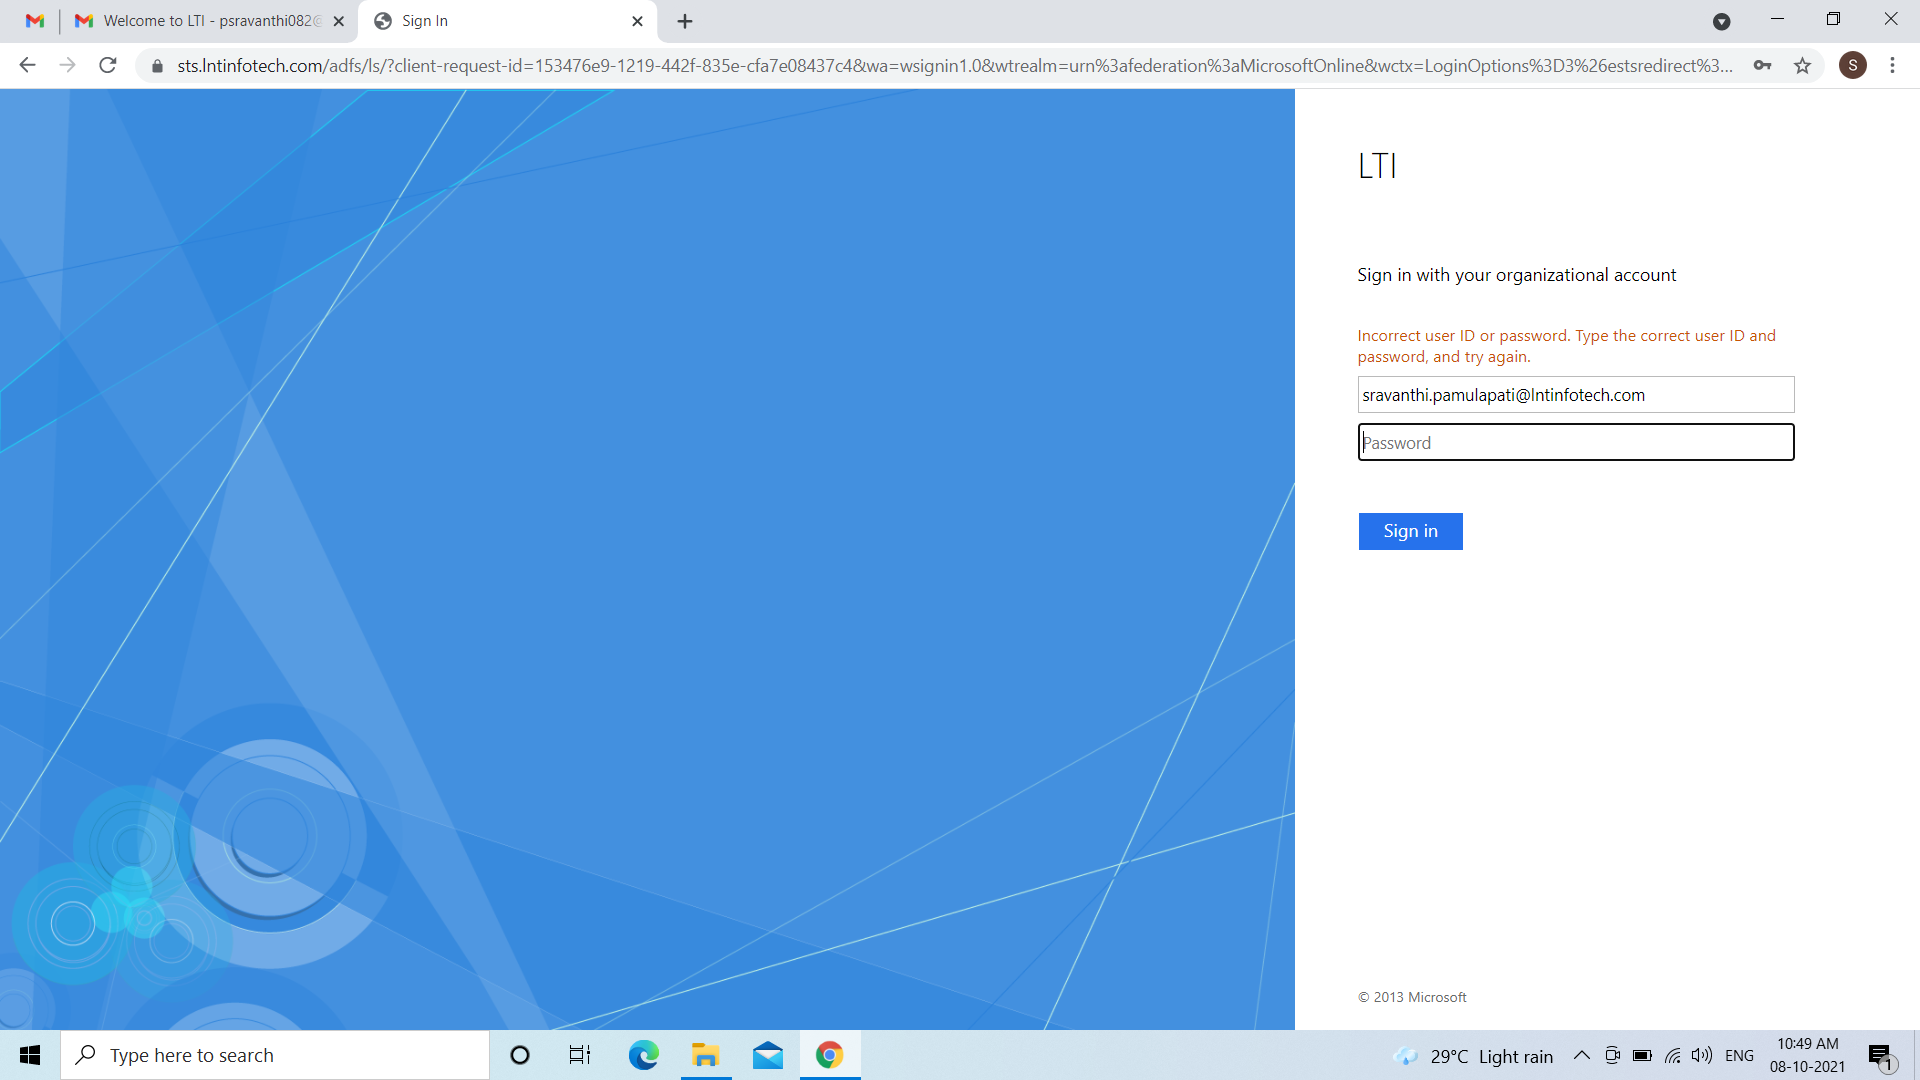 Welcome to LTI - psravanthi082@
Sign In
sts.lntinfotech.com/adfs/ls/?client-request-id=153476e9-1219-442f-835e-cfa7e08437c4&wa=wsignin1.0&wtrealm=urn%3afederation%3aMicrosoftOnline&wctx=LoginOptions%3D3%26estsredirect%3...
S
LTI
Sign in with your organizational account
Incorrect user ID or password. Type the correct user ID and
password, and try again.
sravanthi.pamulapati@lntinfotech.com
Password
Sign in
© 2013 Microsoft
Type here to search
29°C Light rain
ENG
10:49 AM
08-10-2021
1